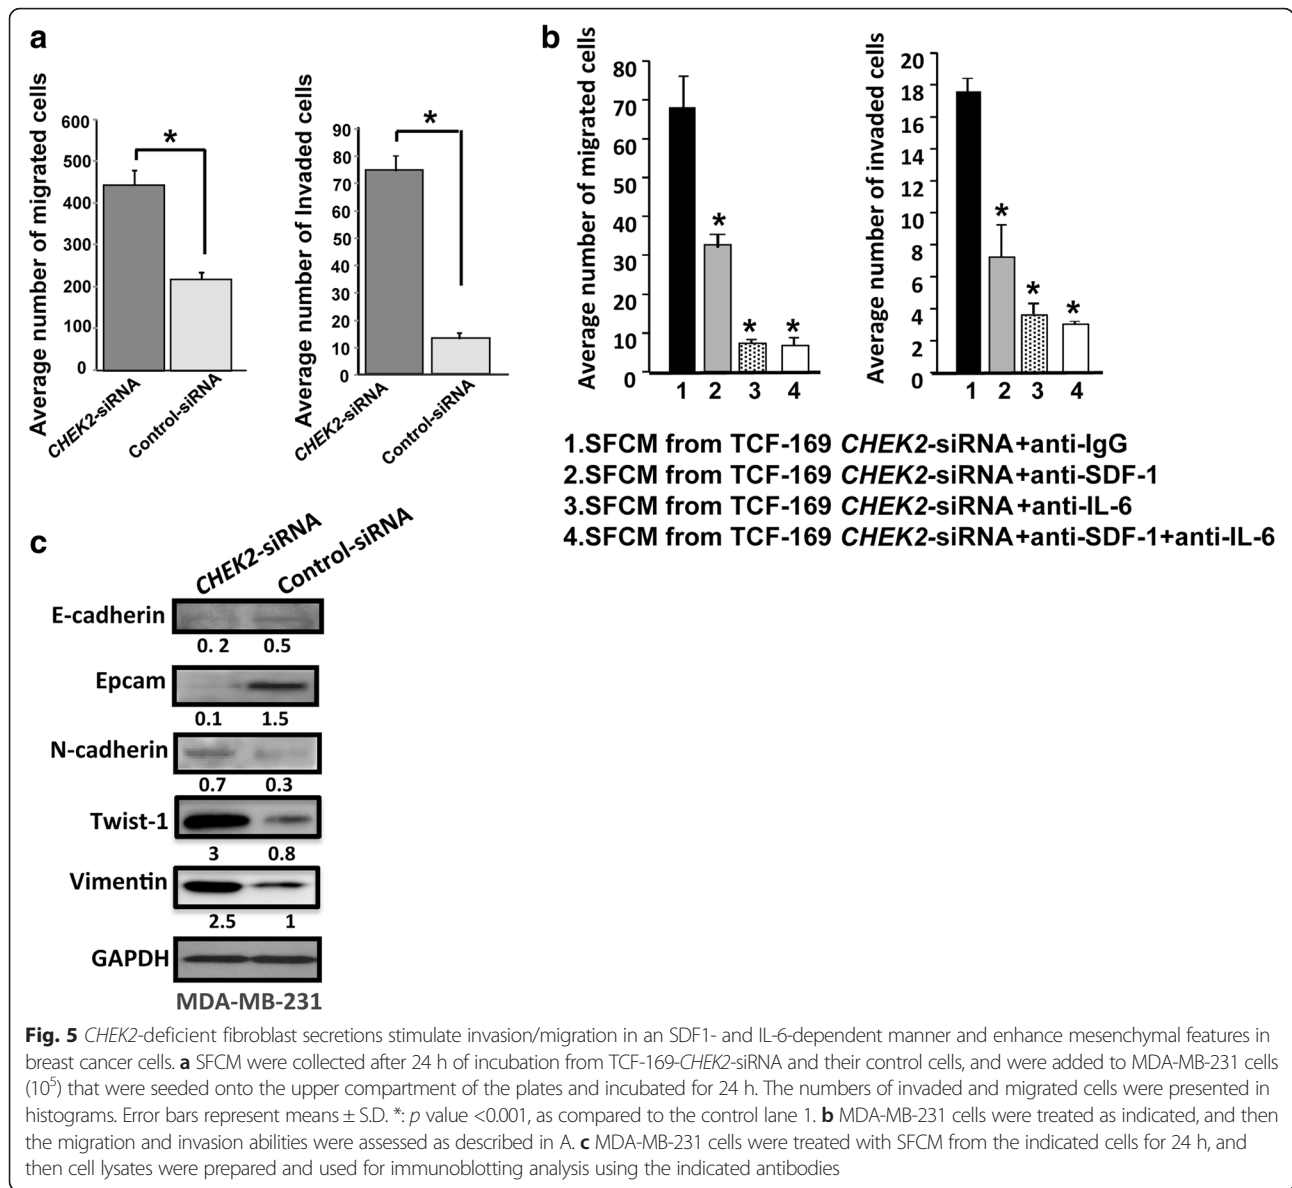 a
Average number of migrated cells
600
500
400
300
200
100
0
CHEK2-siRNA
Control-siRNA
*
Average number of Invaded cells
90
80
70
60
50
40
30
20
10
0
CHEK2-siRNA
Control-siRNA
*
b
Average number of migrated cells
80
70
60
50
40
30
20
10
0
* * *
1 2 3 4
Average number of invaded cells
20
18
16
14
12
10
8
6
4
2
0
* * *
1 2 3 4
1.SFCM from TCF-169 CHEK2-siRNA+anti-IgG
2.SFCM from TCF-169 CHEK2-siRNA+anti-SDF-1
3.SFCM from TCF-169 CHEK2-siRNA+anti-IL-6
4.SFCM from TCF-169 CHEK2-siRNA+anti-SDF-1+anti-IL-6
c
CHEK2-siRNA Control-siRNA
E-cadherin
0. 2 0.5
Epcam
0.1 1.5
N-cadherin
0.7 0.3
Twist-1
3 0.8
Vimentin
2.5 1
GAPDH
MDA-MB-231
Fig. 5 CHEK2-deficient fibroblast secretions stimulate invasion/migration in an SDF1- and IL-6-dependent manner and enhance mesenchymal features in
breast cancer cells. a SFCM were collected after 24 h of incubation from TCF-169-CHEK2-siRNA and their control cells, and were added to MDA-MB-231 cells
(10⁵) that were seeded onto the upper compartment of the plates and incubated for 24 h. The numbers of invaded and migrated cells were presented in
histograms. Error bars represent means ± S.D. *: p value <0.001, as compared to the control lane 1. b MDA-MB-231 cells were treated as indicated, and then
the migration and invasion abilities were assessed as described in A. c MDA-MB-231 cells were treated with SFCM from the indicated cells for 24 h, and
then cell lysates were prepared and used for immunoblotting analysis using the indicated antibodies